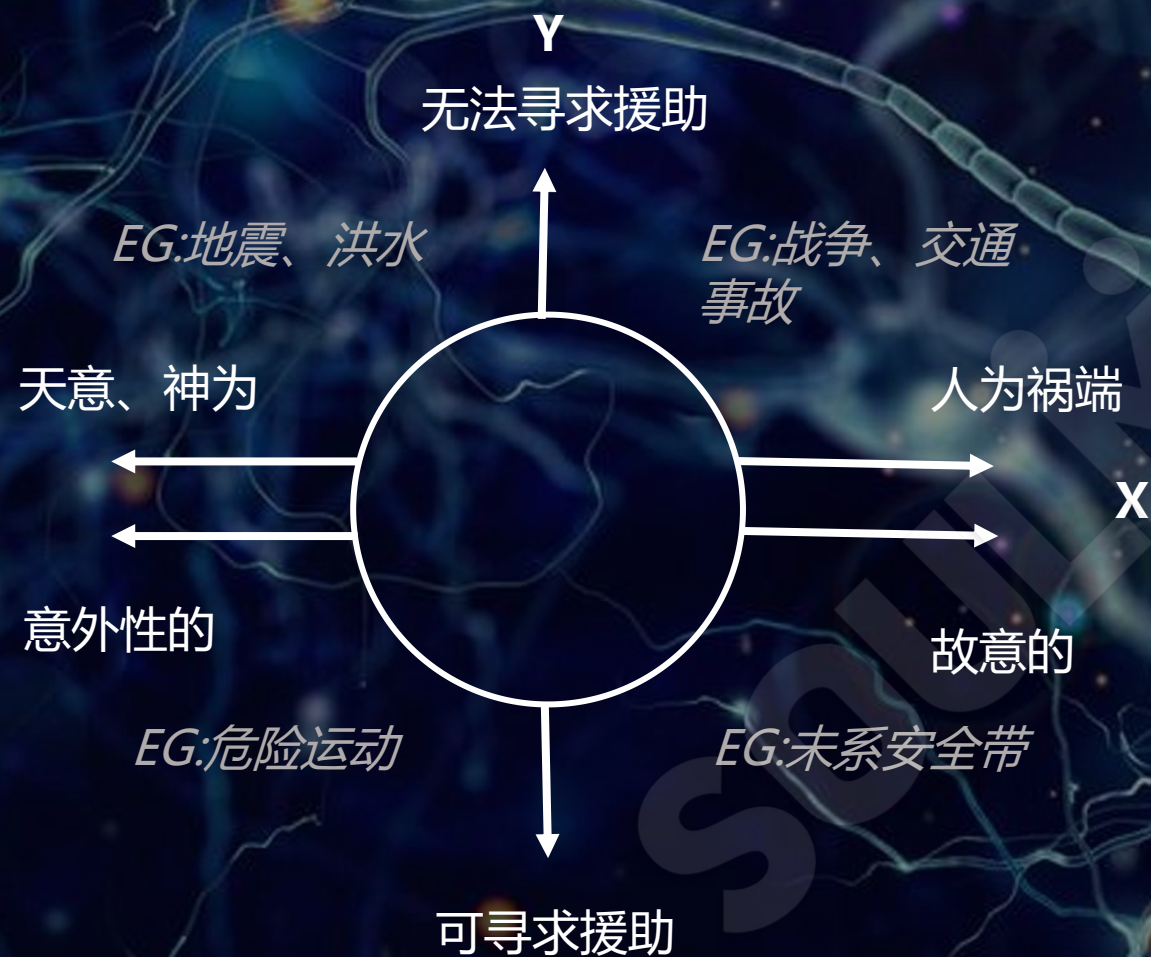 Y
无法寻求援助
EG:地震、洪水
EG:战争、交通
事故
天意、神为
人为祸端
X
意外性的
故意的
EG:危险运动
EG:未系安全带
可寻求援助